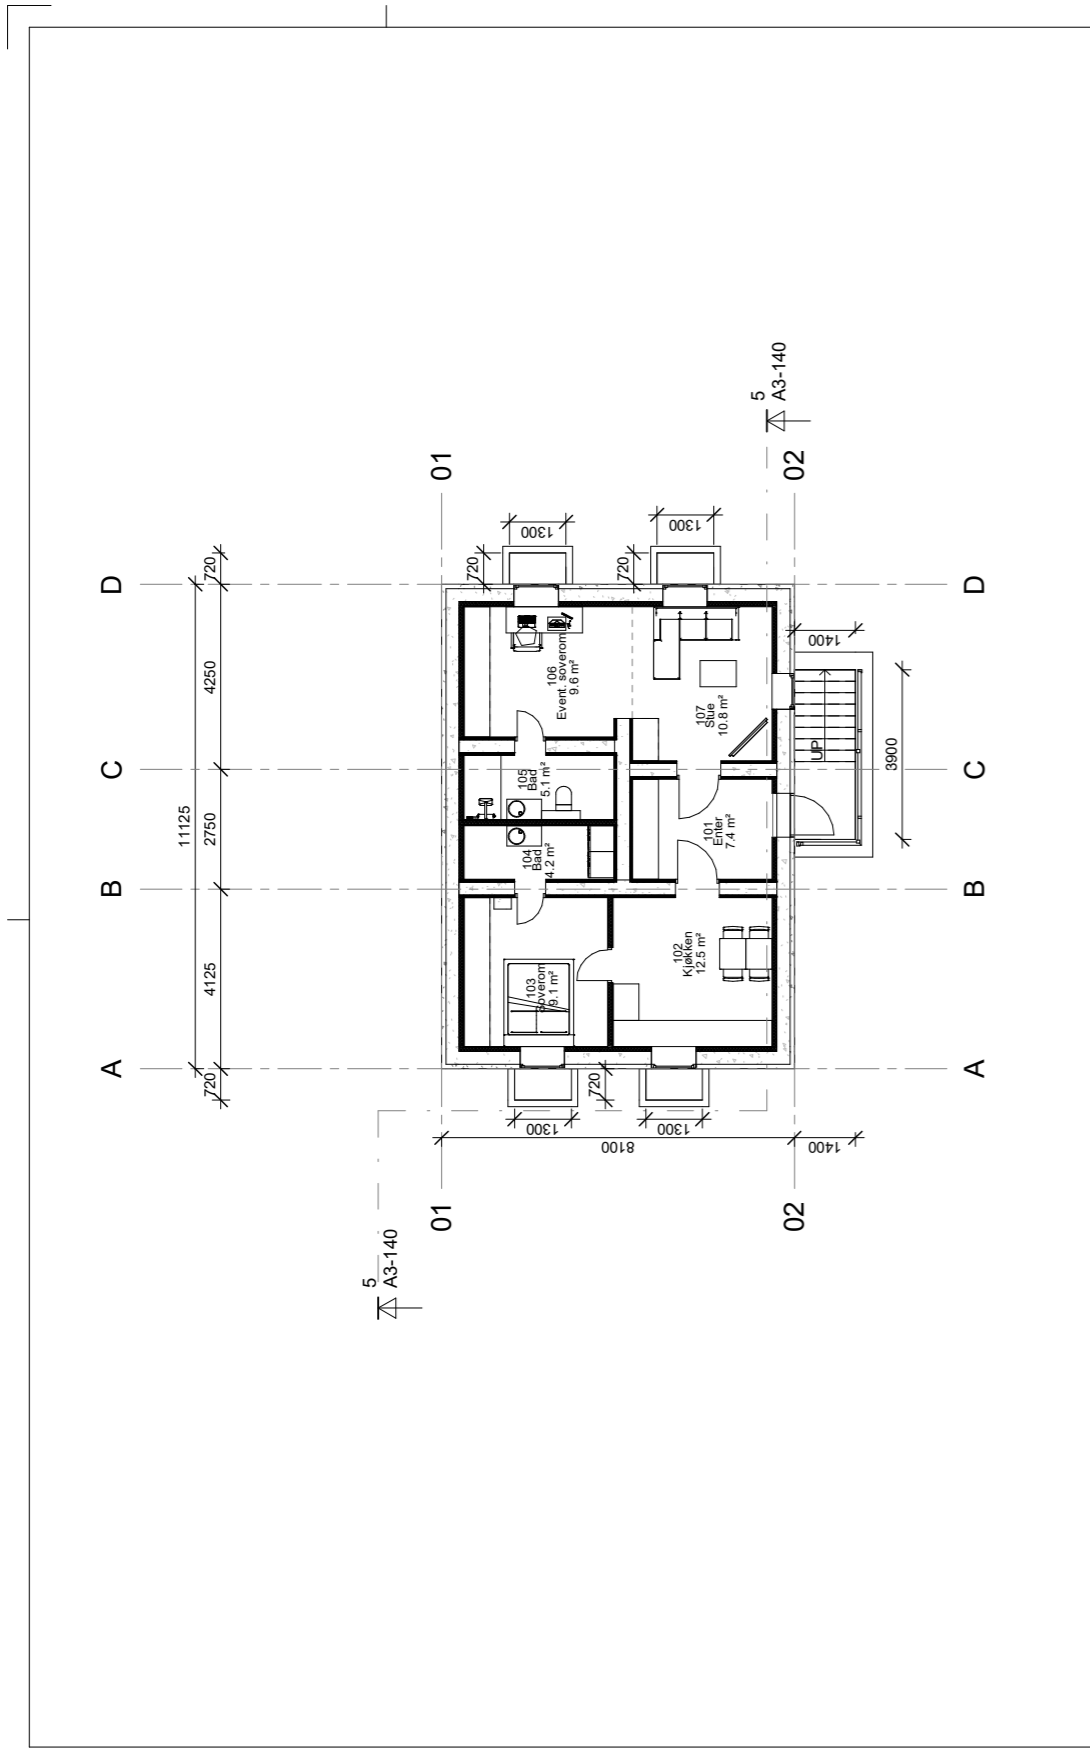 5
A3-140
01
02
D
D
C
C
B
B
A
A
720
4250
2750
4125
720
11125
720
1300
720
1300
1400
3900
106
Event. soverom
9.6 m²
107
Stue
10.8 m²
UP
105
Bad
5.1 m²
104
Bad
4.2 m²
101
Enter
7.4 m²
103
Soverom
9.1 m²
102
Kjøkken
12.5 m²
720
1300
1300
8100
1400
01
02
5
A3-140